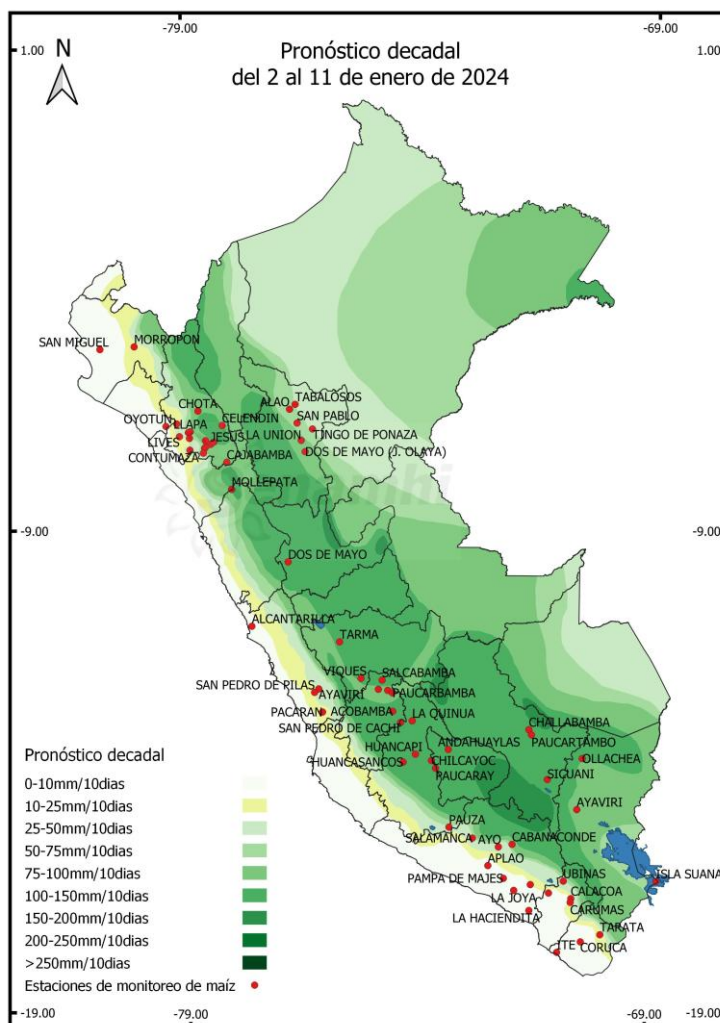 -79.00
-69.00
1.00
1.00
N
Pronóstico decadal
del 2 al 11 de enero de 2024
SAN MIGUEL
MORROPON
ALAO
TABALOSOS
CHOTA
OYOTUN
LLAPA
CELENDIN
SAN PABLO
LIVES
JESUS
LA UNION
TINGO DE PONAZA
CONTUMAZA
CAJABAMBA
DOS DE MAYO (J. OLAYA)
MOLLEPATA
-9.00
-9.00
DOS DE MAYO
ALCANTARILLA
TARMA
VIQUES
SALCABAMBA
SAN PEDRO DE PILAS
AYAVIRI
PAUCARBAMBA
PACARAN
ACOBAMBA
LA QUINUA
SAN PEDRO DE CACHI
CHALLABAMBA
PAUCARTAMBO
HUANCAPI
ANDAHUAYLAS
OLLACHEA
HUANCASANCOS
CHILCAYOC
PAUCARAY
SICUANI
AYAVIRI
PAUZA
SALAMANCA
AYO
CABANACONDE
APLAO
PAMPA DE MAJES
UBINAS
ISLA SUANA
LA JOYA
CALACOA
CARUMAS
LA HACIENDITA
TARATA
ITE
CORUCA
Pronóstico decadal
0-10mm/10dias
10-25mm/10dias
25-50mm/10dias
50-75mm/10dias
75-100mm/10dias
100-150mm/10dias
150-200mm/10dias
200-250mm/10dias
>250mm/10dias
Estaciones de monitoreo de maíz
-19.00
-79.00
-69.00
-19.00